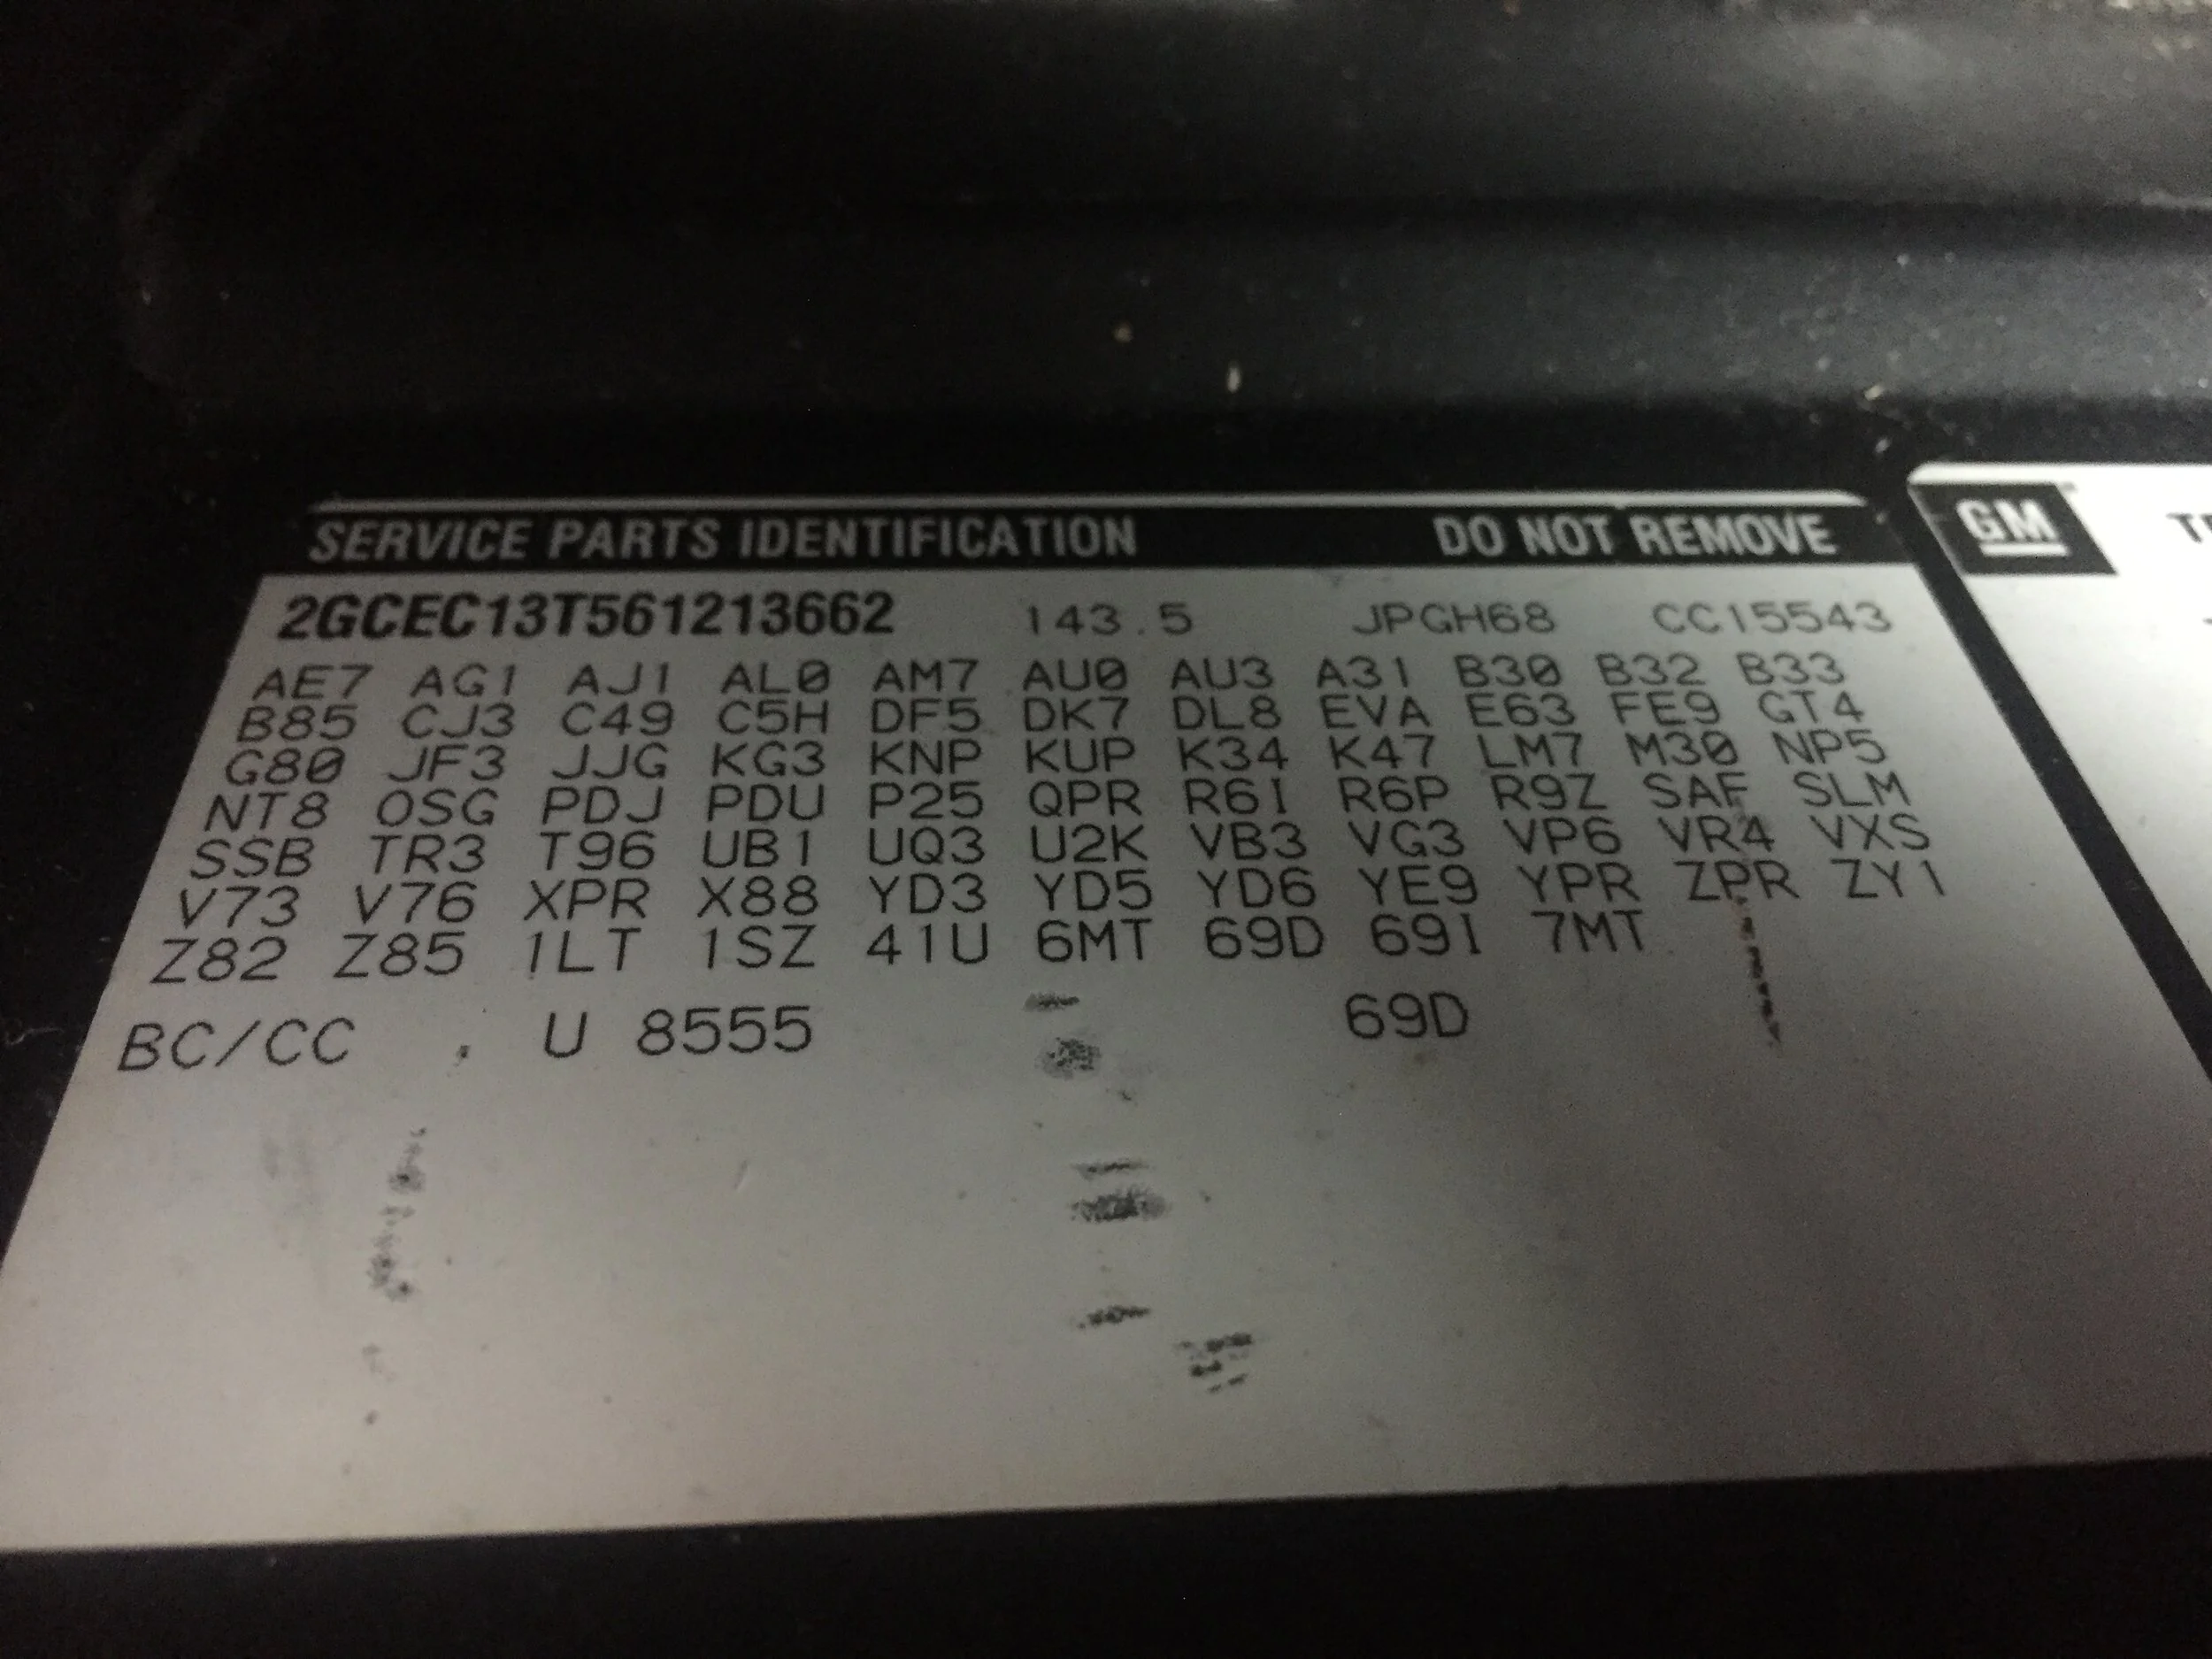 SERVICE PARTS IDENTIFICATION DO NOT REMOVE
GM
2GCEC13T561213662 143.5 JPGH68 CC15543
AE7 AG1 AJ1 AL0 AM7 AU0 AU3 A31 B30 B32 B33
B85 CJ3 C49 C5H DF5 DK7 DL8 EVA E63 FE9 GT4
G80 JF3 JJG KG3 KNP KUP K34 K47 LM7 M30 NP5
NT8 OSG PDJ PDU P25 QPR R6I R6P R9Z SAF SLM
SSB TR3 T96 UB1 UQ3 U2K VB3 VG3 VP6 VR4 VXS
V73 V76 XPR X88 YD3 YD5 YD6 YE9 YPR ZPR ZY1
Z82 Z85 1LT 1SZ 41U 6MT 69D 69I 7MT
BC/CC U 8555 69D